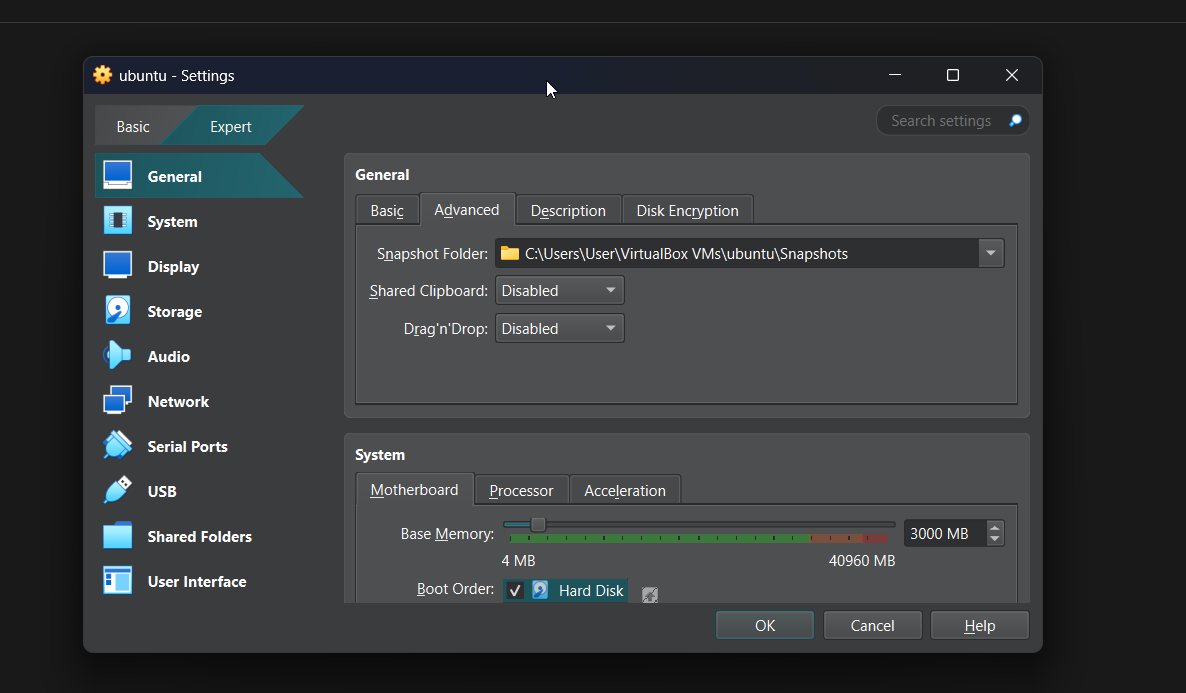 ubuntu - Settings
Basic
Expert
Search settings
General
System
Display
Storage
Audio
Network
Serial Ports
USB
Shared Folders
User Interface
General
Basic Advanced Description Disk Encryption
Snapshot Folder: C:\Users\User\VirtualBox VMs\ubuntu\Snapshots
Shared Clipboard: Disabled
Drag'n'Drop: Disabled
System
Motherboard Processor Acceleration
Base Memory: 3000 MB
4 MB 40960 MB
Boot Order: Hard Disk
OK Cancel Help